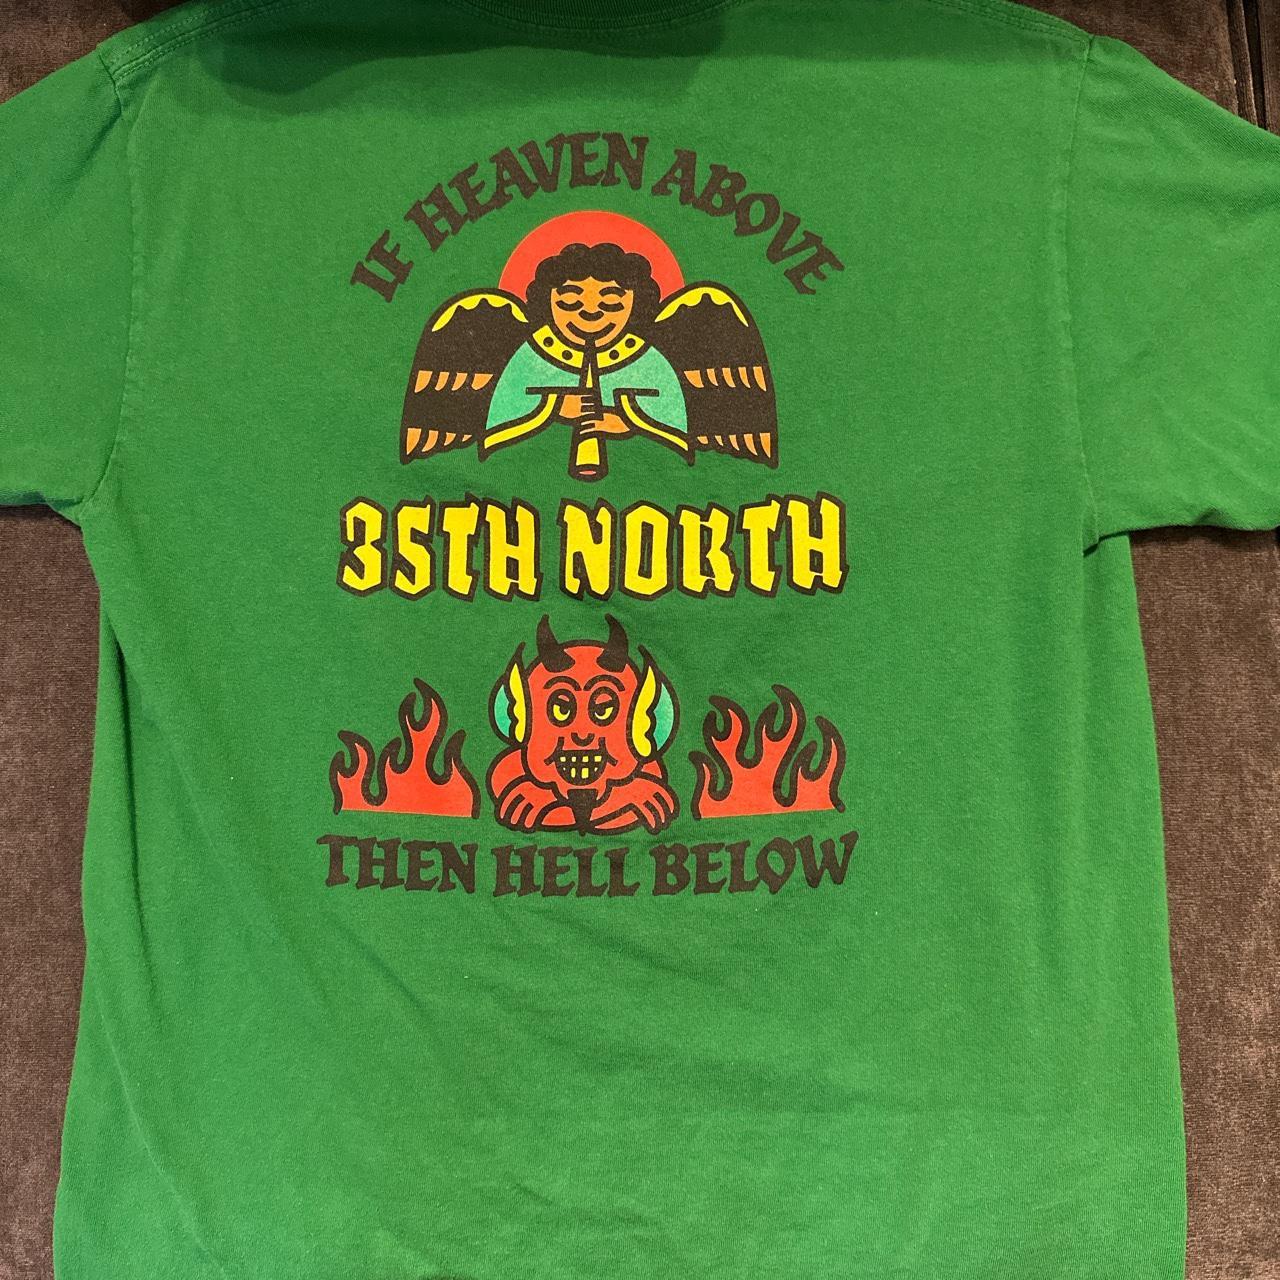 IF HEAVEN ABOVE
35TH NORTH
THEN HELL BELOW